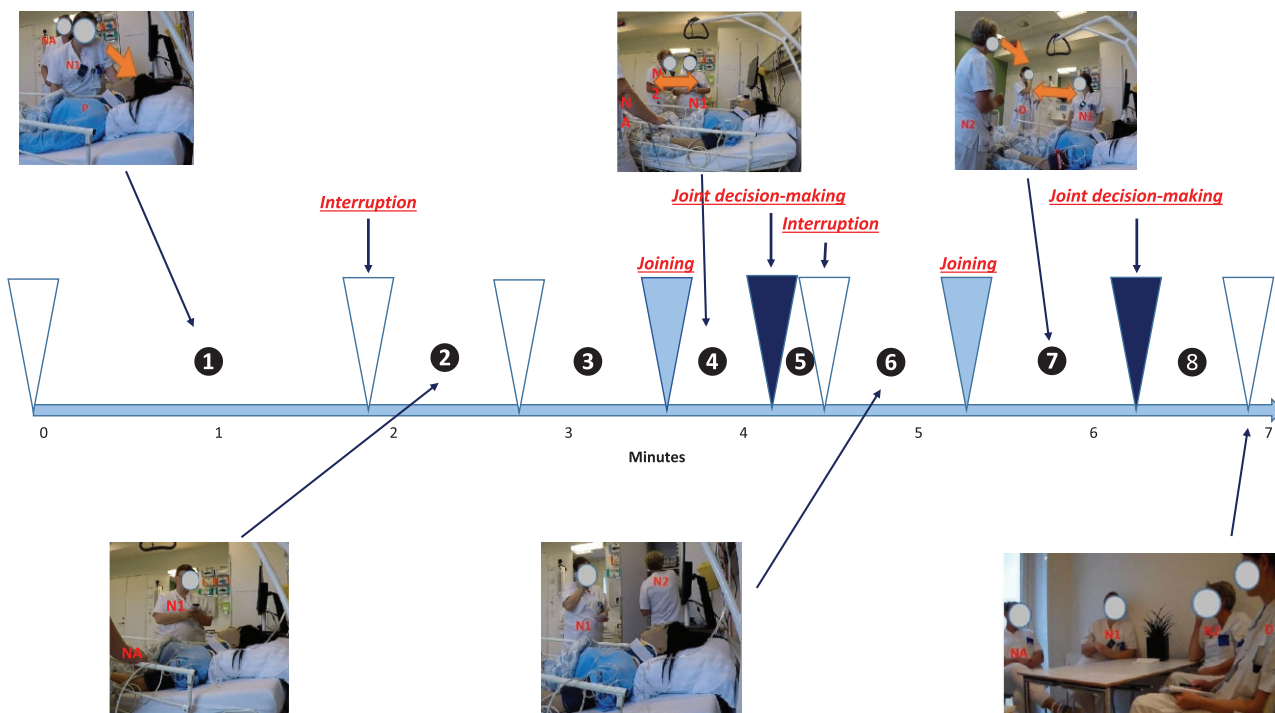 NA
N1
P
N
2
N1
N
A
N2
D
N1
Interruption
Joint decision-making
Interruption
Joint decision-making
Joining
Joining
1
2
3
4
5
6
7
8
0 1 2 3 4 5 6 7
Minutes
N1
NA
N1
N2
NA
N1
N2
D